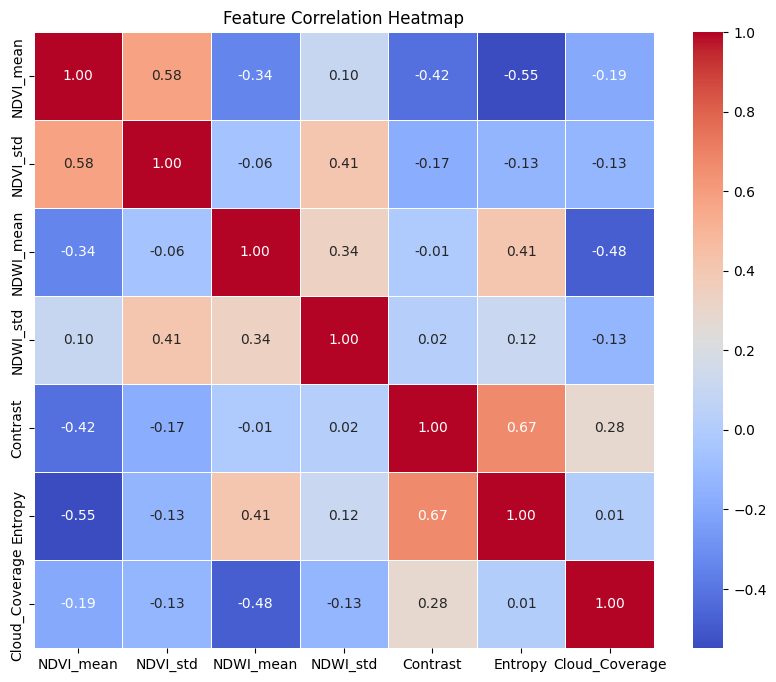 Feature Correlation Heatmap
NDVI_mean 1.00 0.58 -0.34 0.10 -0.42 -0.55 -0.19
NDVI_std 0.58 1.00 -0.06 0.41 -0.17 -0.13 -0.13
NDWI_mean -0.34 -0.06 1.00 0.34 -0.01 0.41 -0.48
NDWI_std 0.10 0.41 0.34 1.00 0.02 0.12 -0.13
Contrast -0.42 -0.17 -0.01 0.02 1.00 0.67 0.28
Entropy -0.55 -0.13 0.41 0.12 0.67 1.00 0.01
Cloud_Coverage -0.19 -0.13 -0.48 -0.13 0.28 0.01 1.00
NDVI_mean NDVI_std NDWI_mean NDWI_std Contrast Entropy Cloud_Coverage
1.0
0.8
0.6
0.4
0.2
0.0
−0.2
−0.4